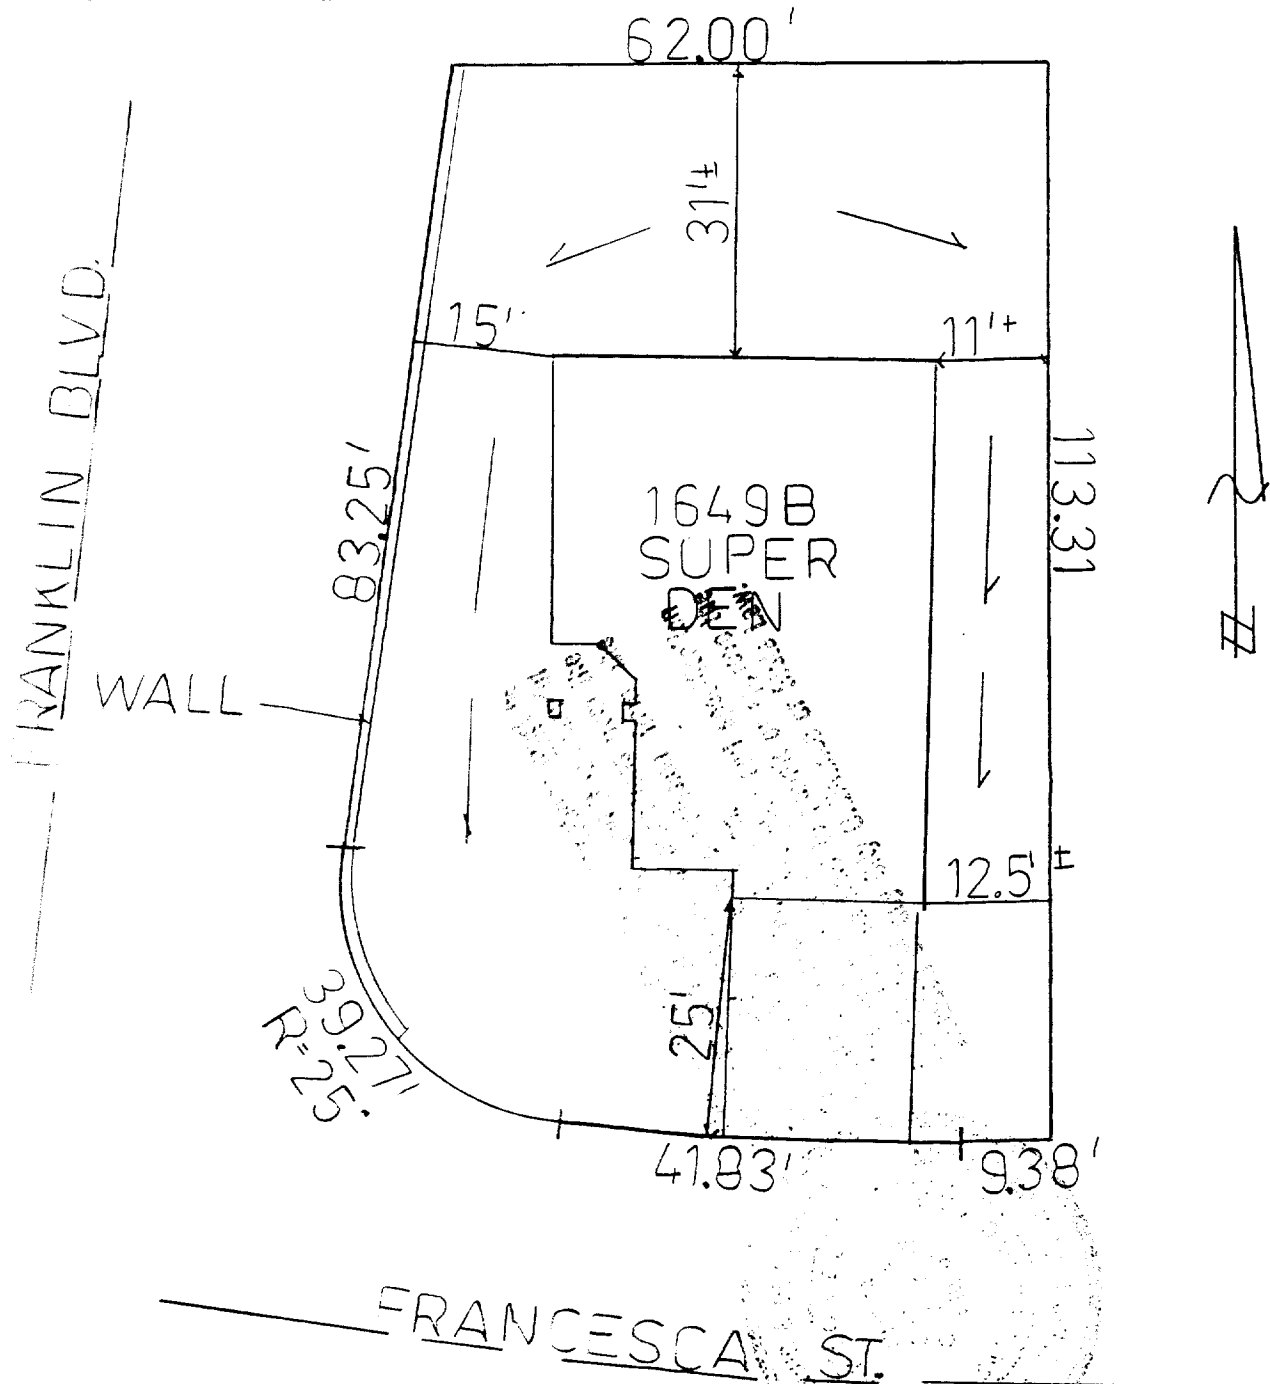 62.00'
31'±
15'
11'±
FRANKLIN BLVD.
83.25'
113.31
1649B
SUPER
DEN
WALL
12.5' ±
25'
39.27'
R=25'
41.83'
9.38'
FRANCESCA ST.